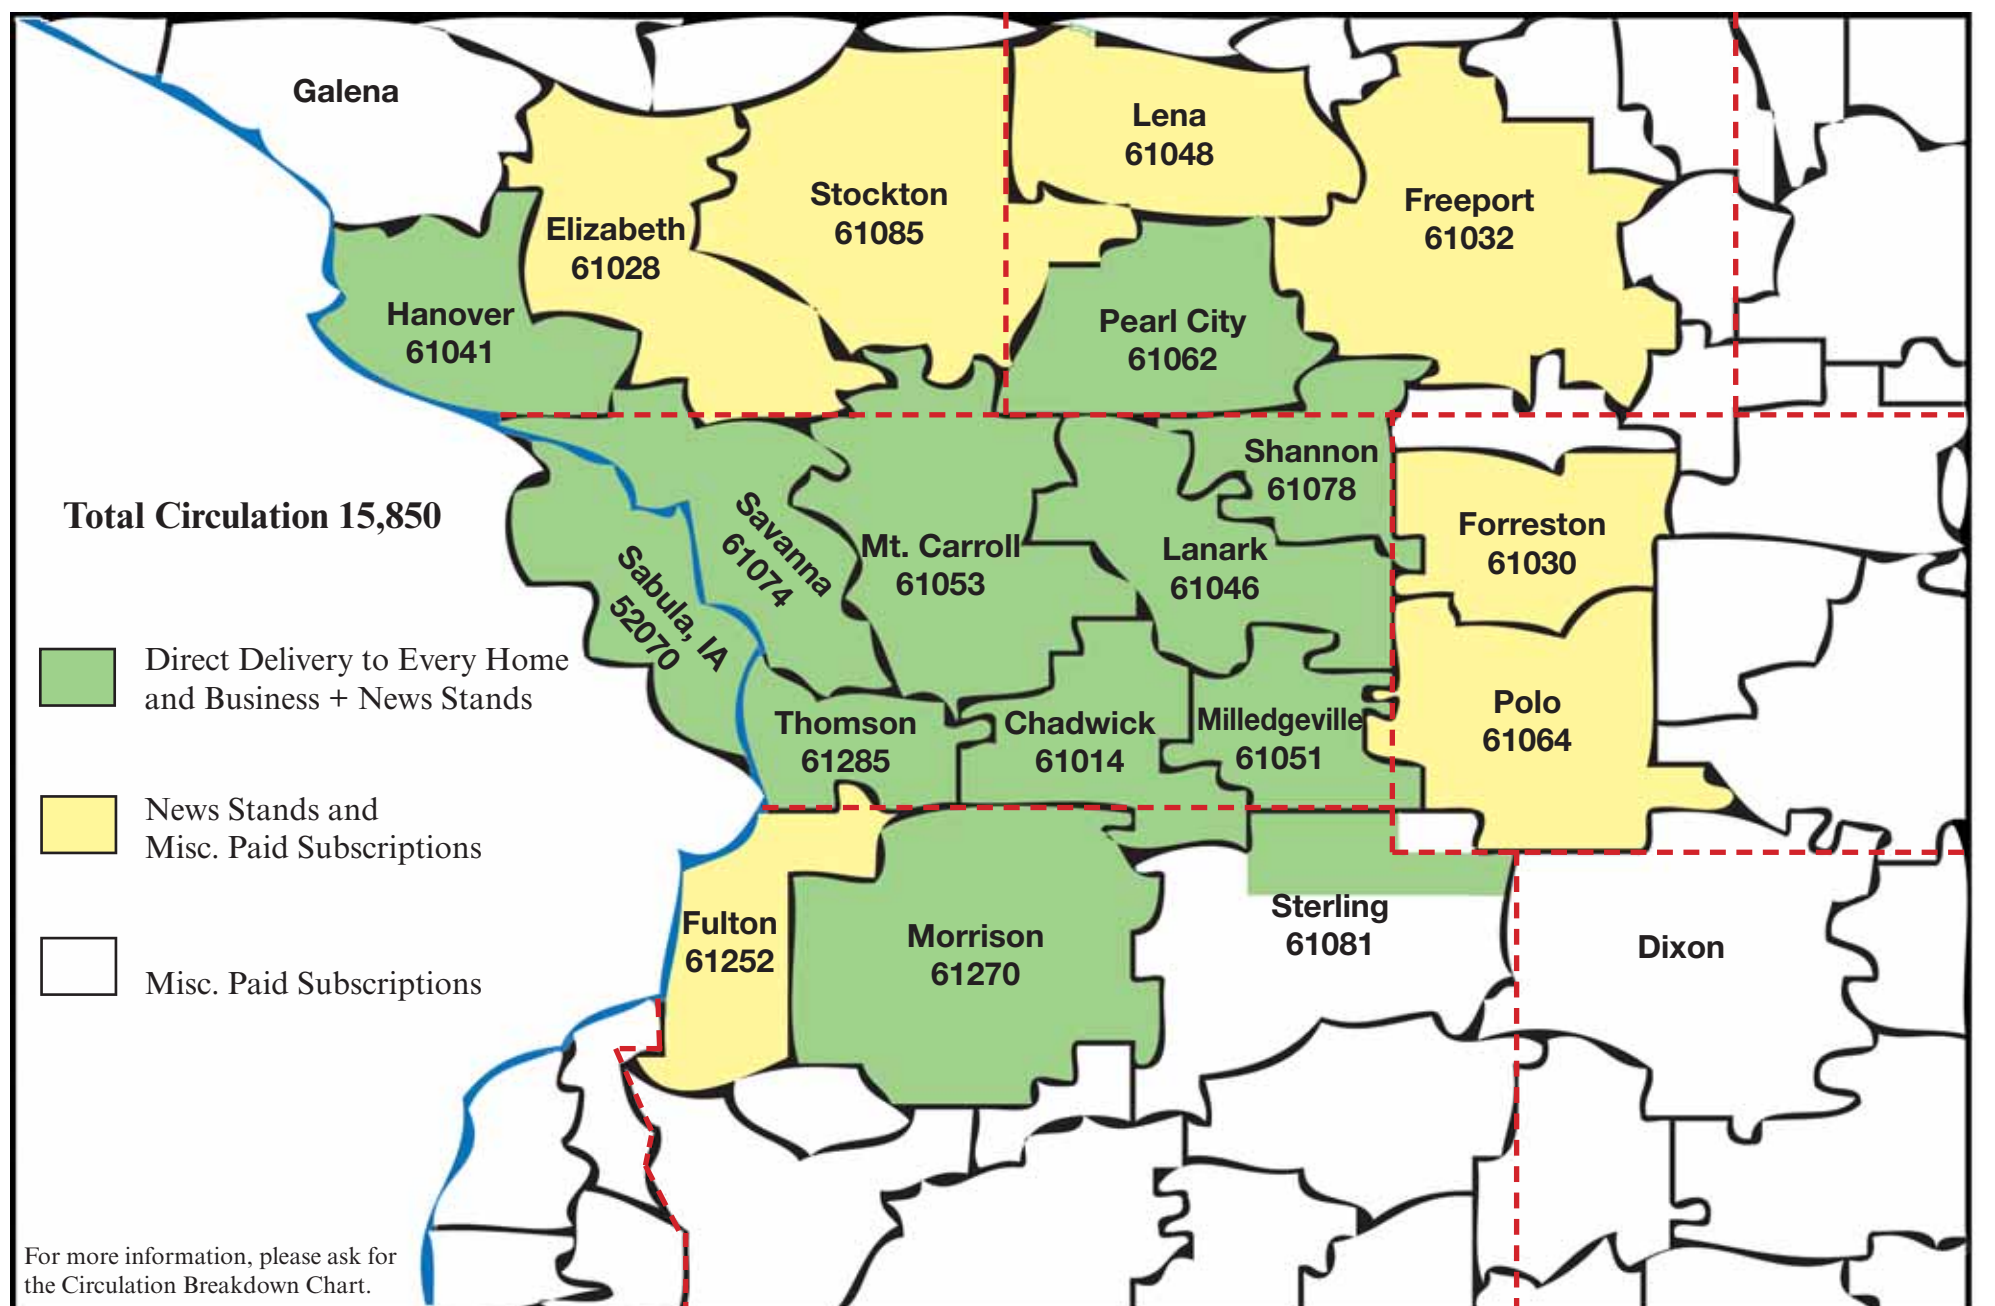 Galena
Lena
61048
Stockton
61085
Freeport
61032
Elizabeth
61028
Hanover
61041
Pearl City
61062
Shannon
61078
Total Circulation 15,850
Savanna
61074
Forreston
61030
Mt. Carroll
61053
Lanark
61046
Sabula, IA
52070
Direct Delivery to Every Home
and Business + News Stands
Polo
61064
Thomson
61285
Chadwick
61014
Milledgeville
61051
News Stands and
Misc. Paid Subscriptions
Sterling
61081
Fulton
61252
Morrison
61270
Dixon
Misc. Paid Subscriptions
For more information, please ask for
the Circulation Breakdown Chart.